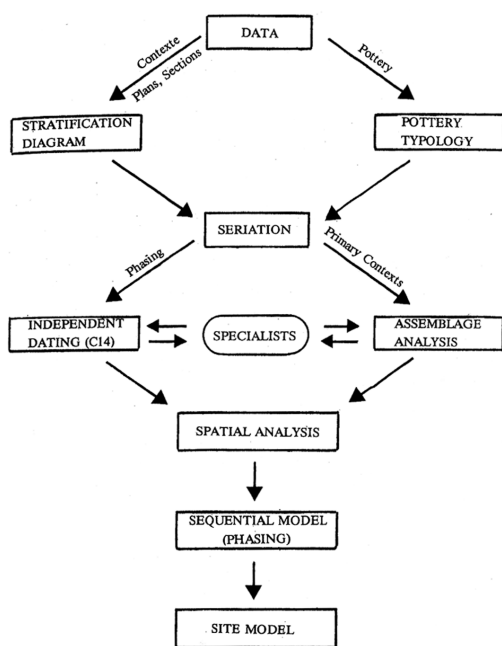 DATA
Contexte
Plans, Sections
Pottery
STRATIFICATION
DIAGRAM
POTTERY
TYPOLOGY
SERIATION
Phasing
Primary Contexts
INDEPENDENT
DATING (C14)
SPECIALISTS
ASSEMBLAGE
ANALYSIS
SPATIAL ANALYSIS
SEQUENTIAL MODEL
(PHASING)
SITE MODEL